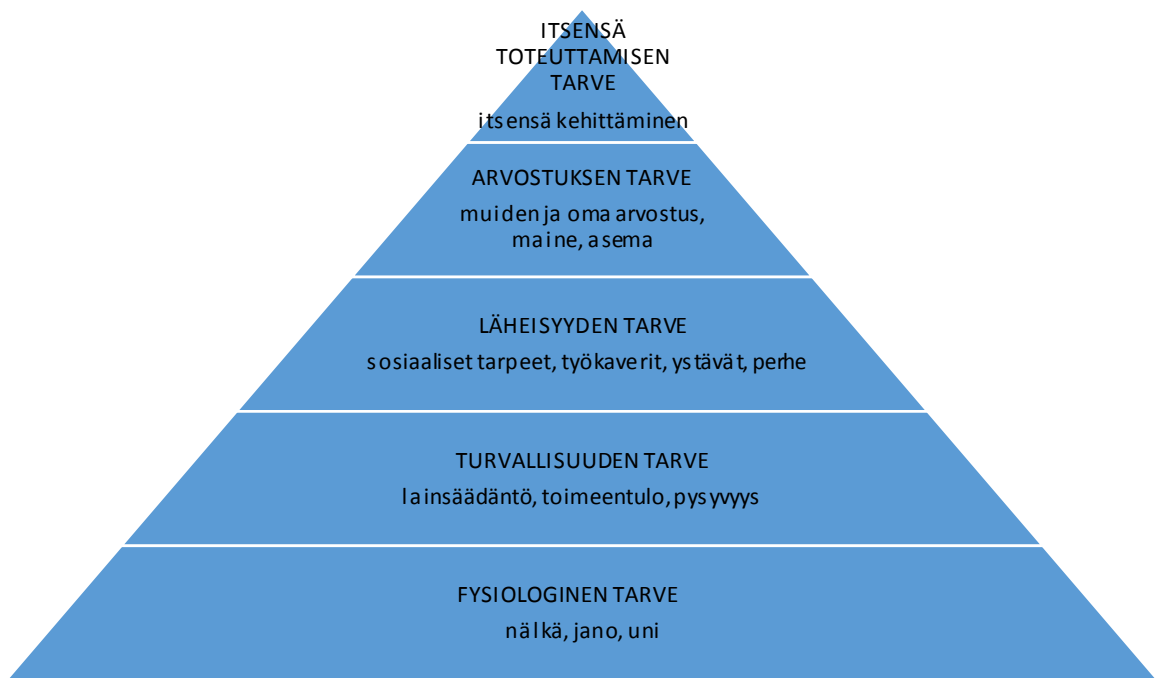 ITSENSÄ
TOTEUTTAMISEN
TARVE
itsensä kehittäminen
ARVOSTUKSEN TARVE
muiden ja oma arvostus,
maine, asema
LÄHEISYYDEN TARVE
sosiaaliset tarpeet, työkaverit, ystävät, perhe
TURVALLISUUDEN TARVE
lainsäädäntö, toimeentulo, pysyvyys
FYSIOLOGINEN TARVE
nälkä, jano, uni